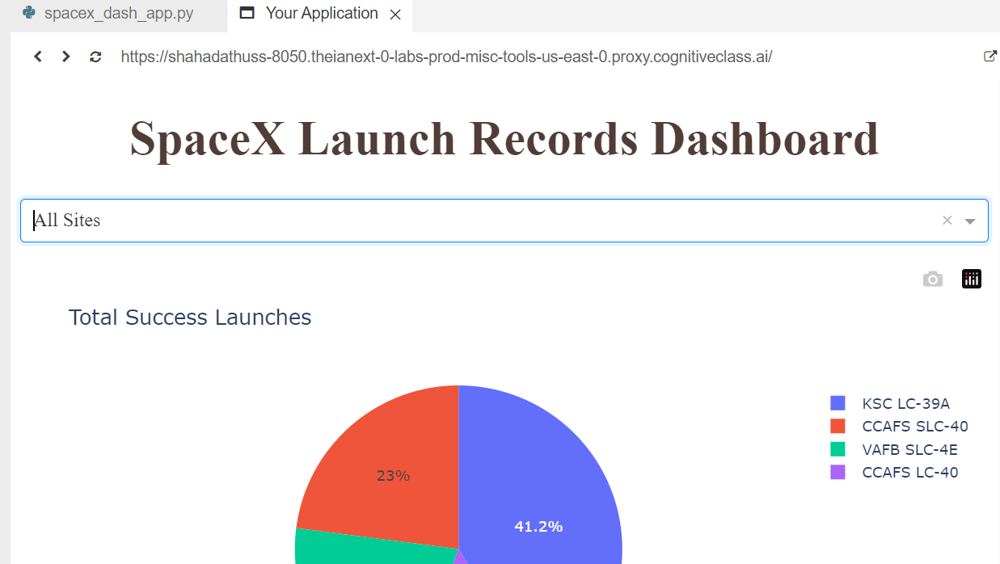 spacex_dash_app.py
Your Application
https://shahadathuss-8050.theianext-0-labs-prod-misc-tools-us-east-0.proxy.cognitiveclass.ai/
SpaceX Launch Records Dashboard
All Sites
Total Success Launches
KSC LC-39A
CCAFS SLC-40
VAFB SLC-4E
CCAFS LC-40
23%
41.2%